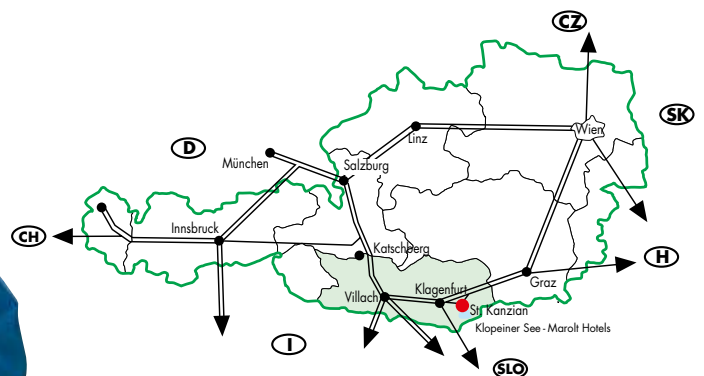 CZ
SK
Wien
Linz
D
München
Salzburg
CH
Innsbruck
Katschberg
H
Graz
Villach
Klagenfurt
St. Kanzian
Klopeiner See - Marolt Hotels
I
SLO